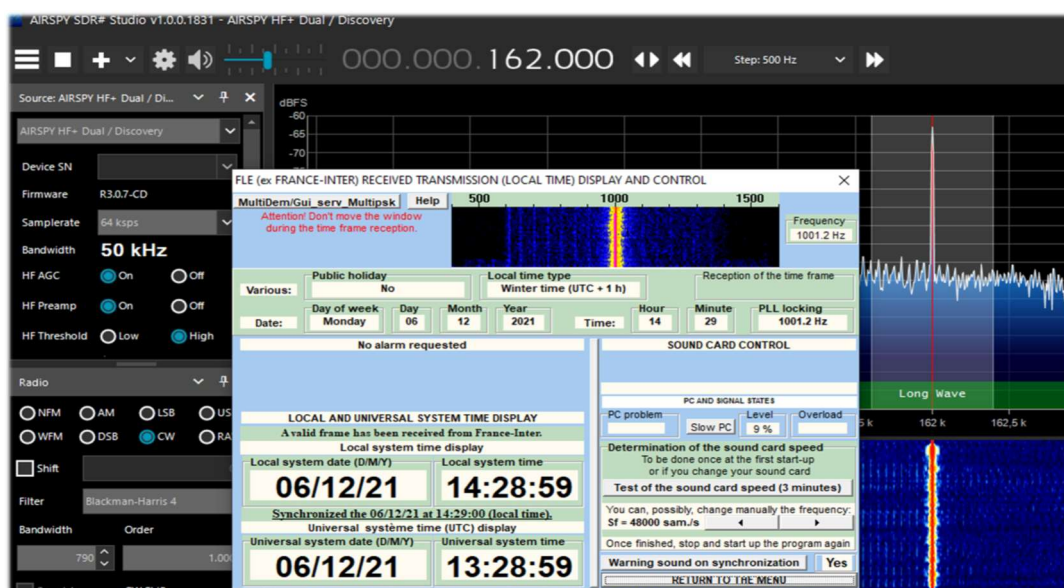 AIRSPY SDR# Studio v1.0.0.1831 - AIRSPY HF+ Dual / Discovery
000.000.162.000
Step: 500 Hz
Source: AIRSPY HF+ Dual / Di...
AIRSPY HF+ Dual / Discovery
Device SN
Firmware R3.0.7-CD
Samplerate 64 ksps
Bandwidth 50 kHz
HF AGC On Off
HF Preamp On Off
HF Threshold Low High
Radio
NFM AM LSB
WFM DSB CW
Shift
Filter Blackman-Harris 4
Bandwidth Order
790
dBFS
-60
-65
-70
FLE (ex FRANCE-INTER) RECEIVED TRANSMISSION (LOCAL TIME) DISPLAY AND CONTROL
MultiDem/Gui_serv_Multipsk Help
500 1000 1500
Attention! Don't move the window
during the time frame reception.
Frequency
1001.2 Hz
Various:
Public holiday
No
Local time type
Winter time (UTC + 1 h)
Reception of the time frame
Date:
Day of week Day Month Year
Monday 06 12 2021
Time:
Hour Minute PLL locking
14 29 1001.2 Hz
No alarm requested
LOCAL AND UNIVERSAL SYSTEM TIME DISPLAY
A valid frame has been received from France-Inter.
Local system time display
Local system date (D/M/Y) Local system time
06/12/21 14:28:59
Synchronized the 06/12/21 at 14:29:00 (local time).
Universal système time (UTC) display
Universal system date (D/M/Y) Universal system time
06/12/21 13:28:59
SOUND CARD CONTROL
PC AND SIGNAL STATES
PC problem Level Overload
Slow PC 9 %
Determination of the sound card speed
To be done once at the first start-up
or if you change your sound card
Test of the sound card speed (3 minutes)
You can, possibly, change manually the frequency:
Sf = 48000 sam./s
Once finished, stop and start up the program again
Warning sound on synchronization Yes
RETURN TO THE MENU
Long Wave
162 k 162,5 k